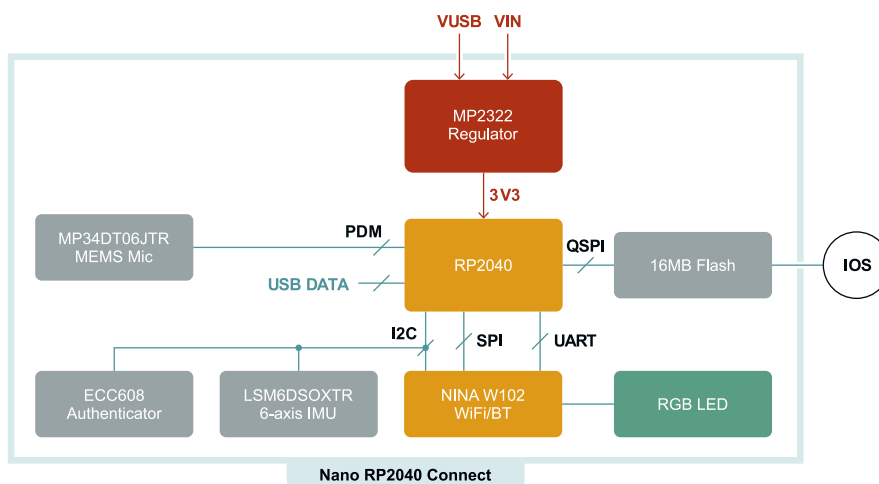 VUSB VIN
MP2322
Regulator
3V3
MP34DT06JTR
MEMS Mic
PDM
RP2040
QSPI
16MB Flash
IOS
USB DATA
I2C
SPI
UART
ECC608
Authenticator
LSM6DSOXTR
6-axis IMU
NINA W102
WiFi/BT
RGB LED
Nano RP2040 Connect